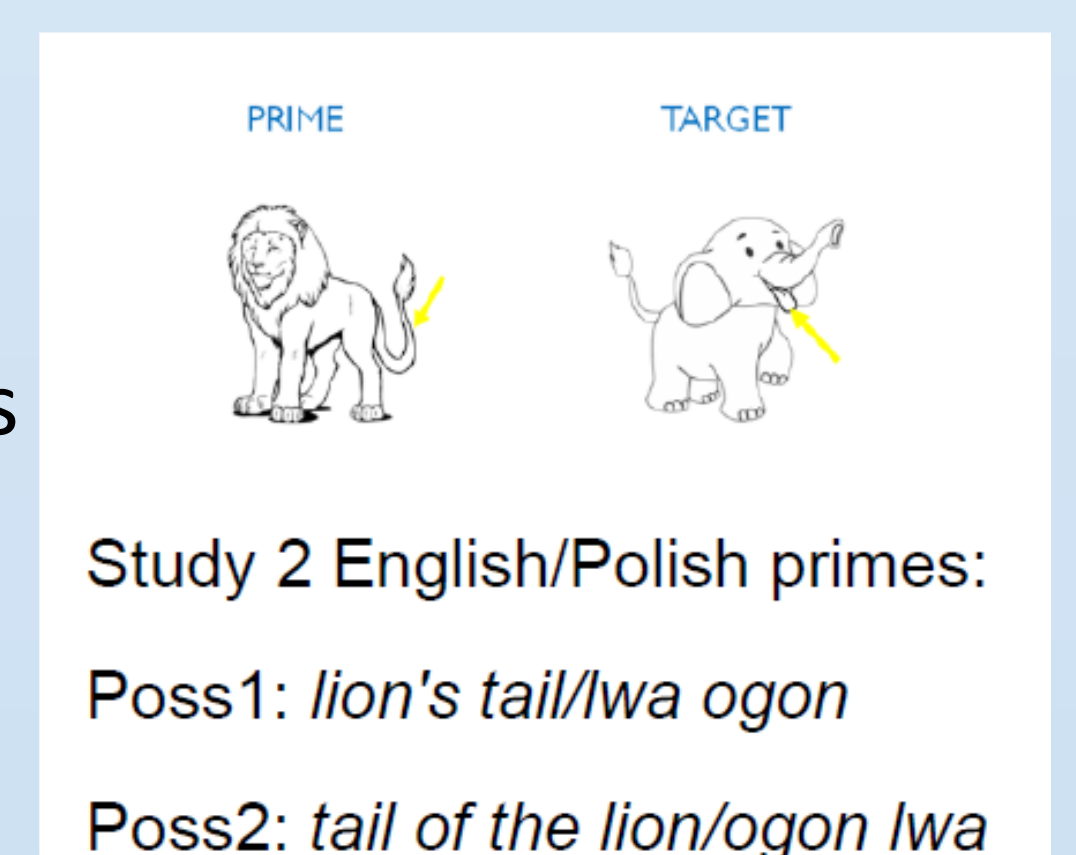 PRIME TARGET
s
Study 2 English/Polish primes:
Poss1: lion's tail/lwa ogon
Poss2: tail of the lion/ogon lwa